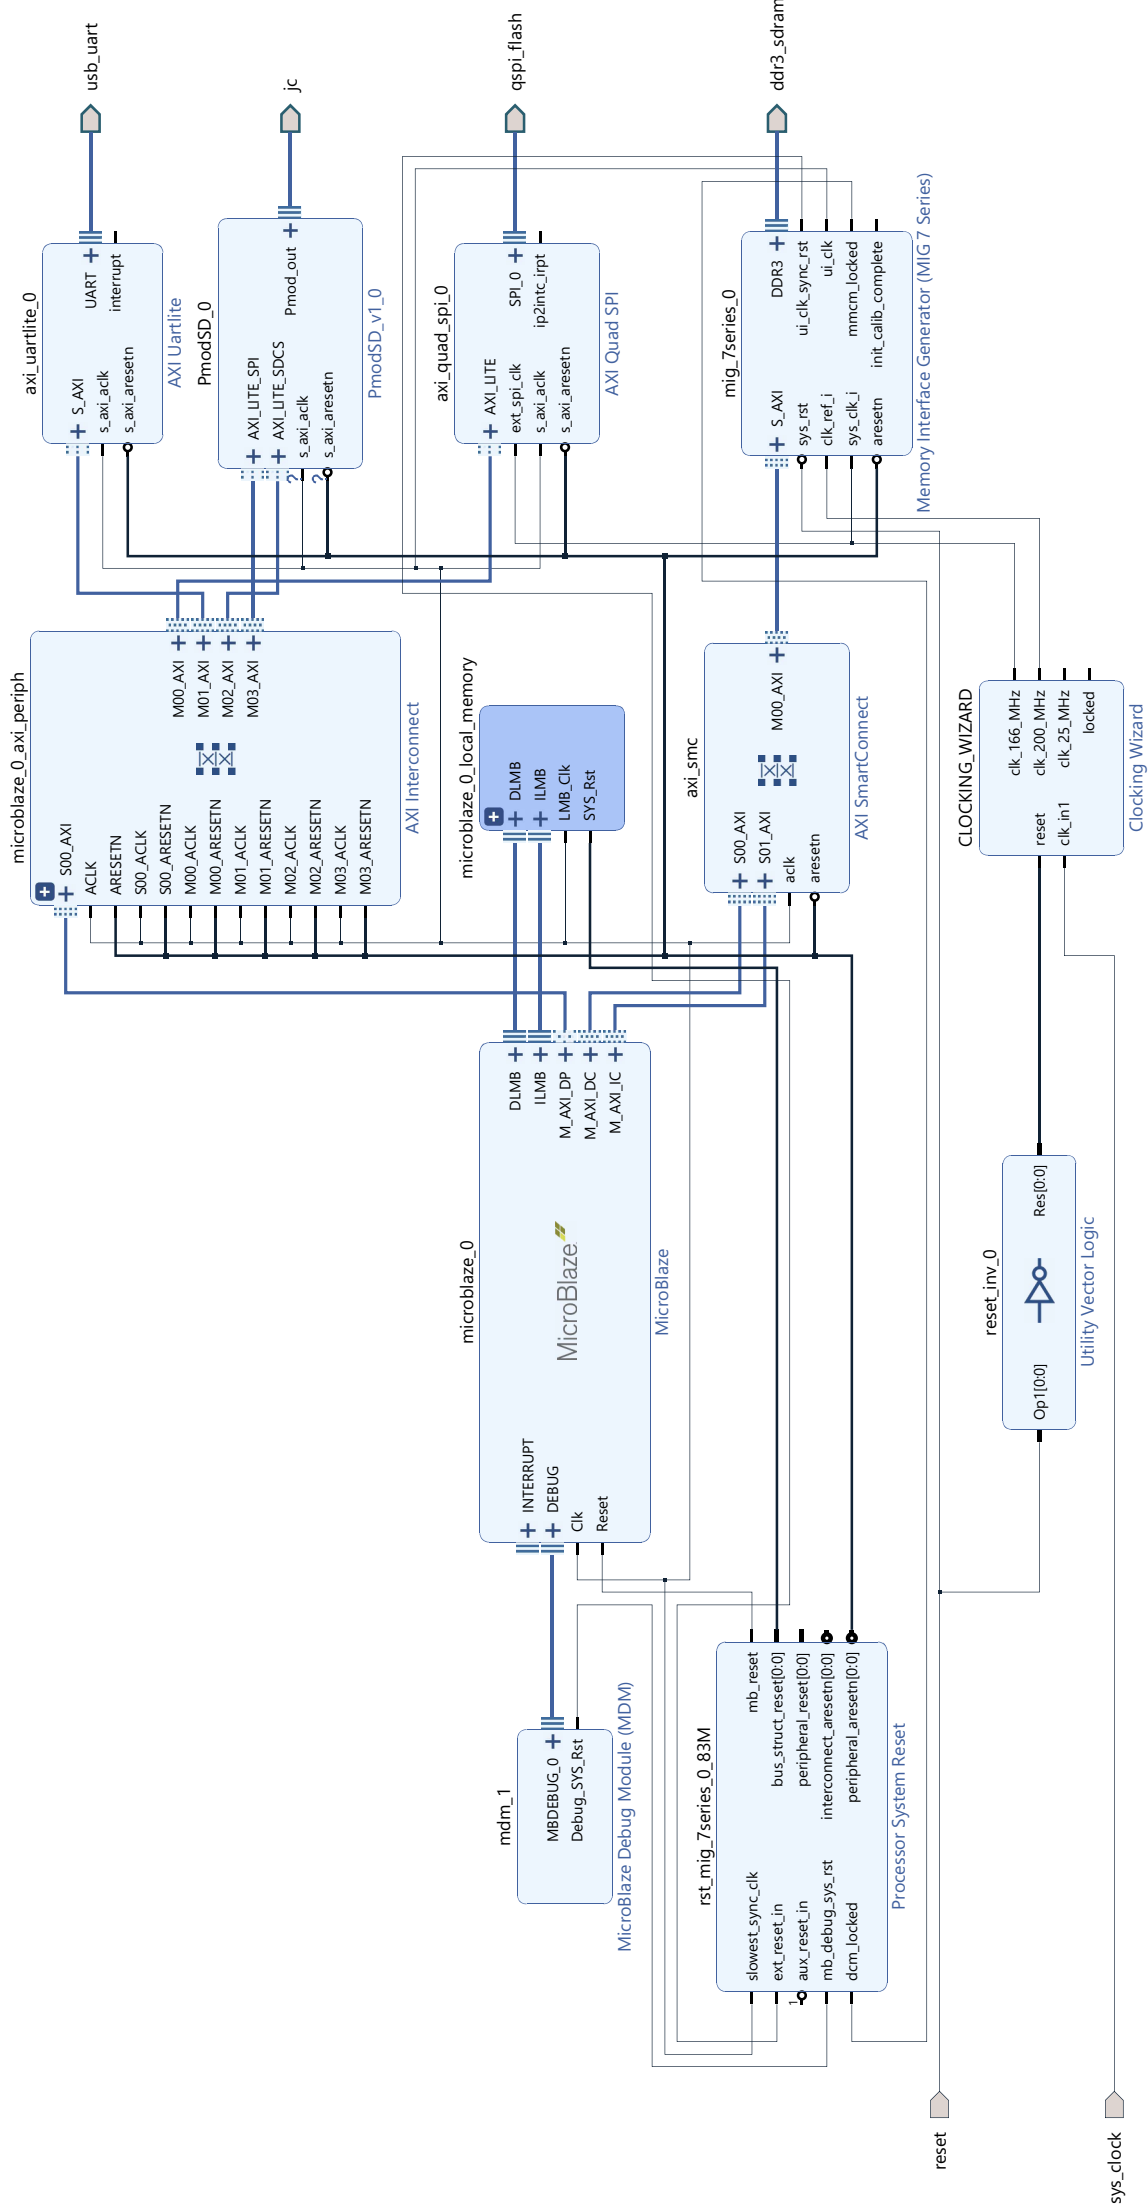 reset
sys_clock
mdm_1
MBDEBUG_0
Debug_SYS_Rst
MicroBlaze Debug Module (MDM)
rst_mig_7series_0_83M
slowest_sync_clk
ext_reset_in
aux_reset_in
mb_debug_sys_rst
dcm_locked
1
mb_reset
bus_struct_reset[0:0]
peripheral_reset[0:0]
interconnect_aresetn[0:0]
peripheral_aresetn[0:0]
Processor System Reset
microblaze_0
INTERRUPT
DEBUG
Clk
Reset
MicroBlaze
DLMB
ILMB
M_AXI_DP
M_AXI_DC
M_AXI_IC
MicroBlaze
reset_inv_0
Op1[0:0]
Res[0:0]
Utility Vector Logic
microblaze_0_axi_periph
S00_AXI
ACLK
ARESETN
S00_ACLK
S00_ARESETN
M00_ACLK
M00_ARESETN
M01_ACLK
M01_ARESETN
M02_ACLK
M02_ARESETN
M03_ACLK
M03_ARESETN
M00_AXI
M01_AXI
M02_AXI
M03_AXI
AXI Interconnect
microblaze_0_local_memory
DLMB
ILMB
LMB_Clk
SYS_Rst
axi_smc
S00_AXI
S01_AXI
aclk
aresetn
M00_AXI
AXI SmartConnect
CLOCKING_WIZARD
reset
clk_in1
clk_166_MHz
clk_200_MHz
clk_25_MHz
locked
Clocking Wizard
axi_uartlite_0
S_AXI
s_axi_aclk
s_axi_aresetn
UART
interrupt
AXI Uartlite
PmodSD_0
AXI_LITE_SPI
AXI_LITE_SDCS
s_axi_aclk
s_axi_aresetn
?
?
Pmod_out
PmodSD_v1_0
axi_quad_spi_0
AXI_LITE
ext_spi_clk
s_axi_aclk
s_axi_aresetn
SPI_0
ip2intc_irpt
AXI Quad SPI
mig_7series_0
S_AXI
sys_rst
clk_ref_i
sys_clk_i
aresetn
DDR3
ui_clk_sync_rst
ui_clk
mmcm_locked
init_calib_complete
Memory Interface Generator (MIG 7 Series)
usb_uart
jc
qspi_flash
ddr3_sdram